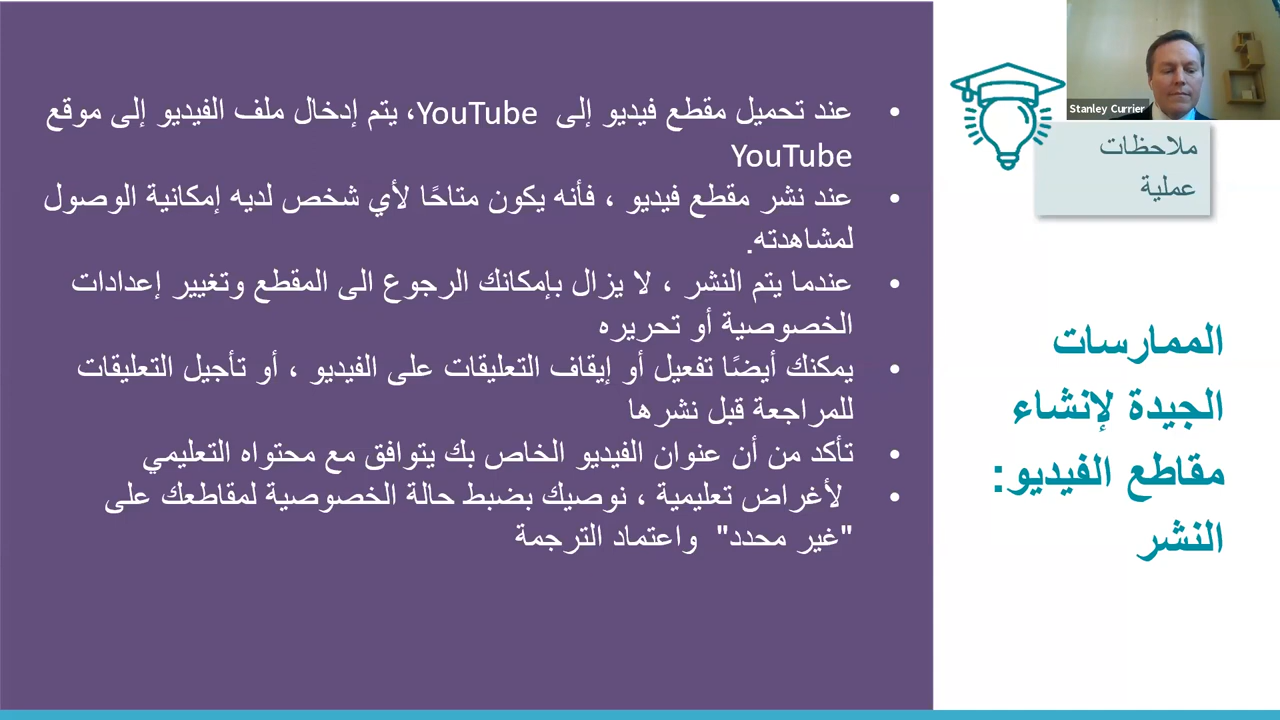 Stanley Currier
ملاحظات
عملية
الممارسات
الجيدة لإنشاء
مقاطع الفيديو:
النشر
• عند تحميل مقطع فيديو إلى YouTube، يتم إدخال ملف الفيديو إلى موقع
YouTube
• عند نشر مقطع فيديو ، فأنه يكون متاحًا لأي شخص لديه إمكانية الوصول
لمشاهدته.
• عندما يتم النشر ، لا يزال بإمكانك الرجوع الى المقطع وتغيير إعدادات
الخصوصية أو تحريره
• يمكنك أيضًا تفعيل أو إيقاف التعليقات على الفيديو ، أو تأجيل التعليقات
للمراجعة قبل نشرها
• تأكد من أن عنوان الفيديو الخاص بك يتوافق مع محتواه التعليمي
• لأغراض تعليمية ، نوصيك بضبط حالة الخصوصية لمقاطعك على
"غير محدد" واعتماد الترجمة